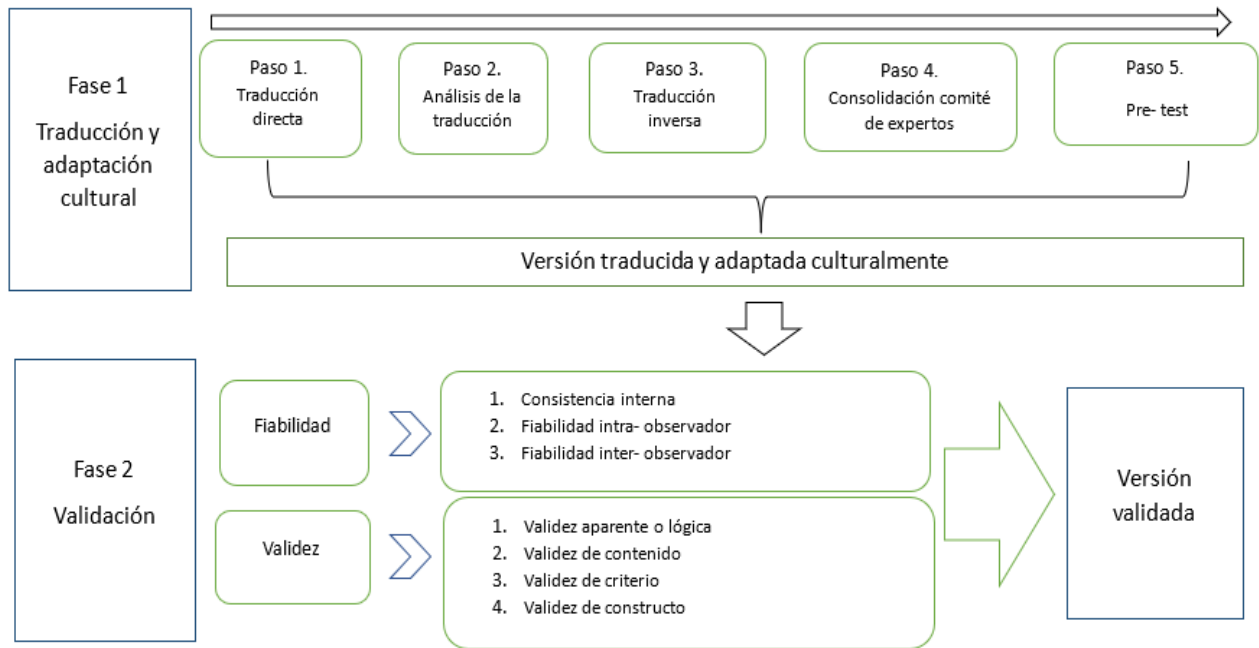 Fase 1
Traducción y
adaptación
cultural
Paso 1.
Traducción
directa
Paso 2.
Análisis de la
traducción
Paso 3.
Traducción
inversa
Paso 4.
Consolidación comité
de expertos
Paso 5.
Pre- test
Versión traducida y adaptada culturalmente
Fase 2
Validación
Fiabilidad
1. Consistencia interna
2. Fiabilidad intra- observador
3. Fiabilidad inter- observador
Validez
1. Validez aparente o lógica
2. Validez de contenido
3. Validez de criterio
4. Validez de constructo
Versión
validada